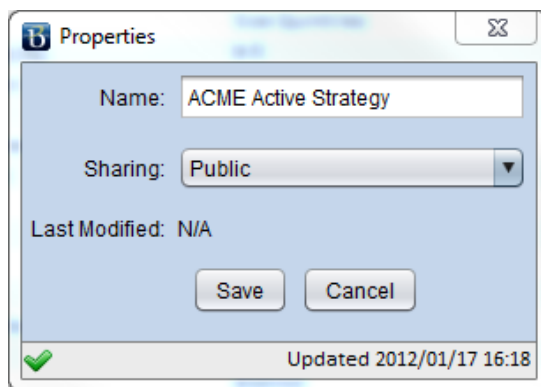 Properties
Name: ACME Active Strategy
Sharing: Public
Last Modified: N/A
Save Cancel
Updated 2012/01/17 16:18